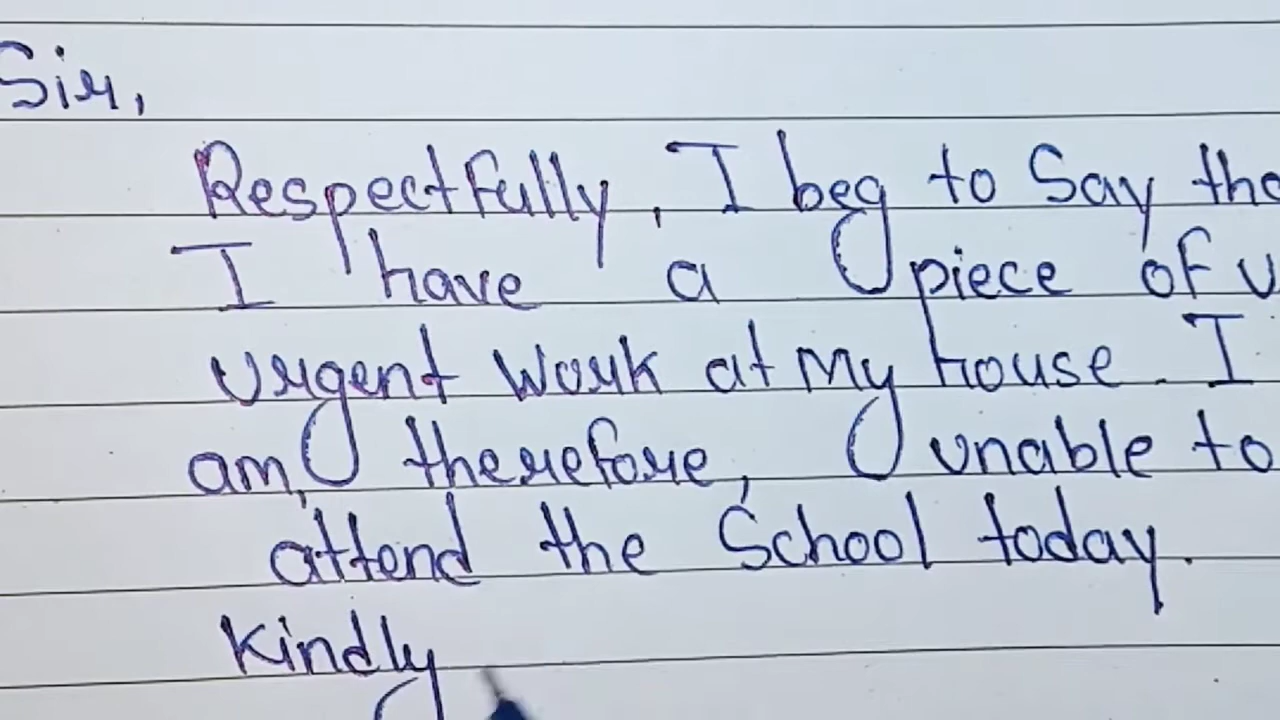 Sir,
Respectfully, I beg to Say tha
I have a piece of u
urgent work at my house. I
am, therefore, unable to
attend the School today.
Kindly